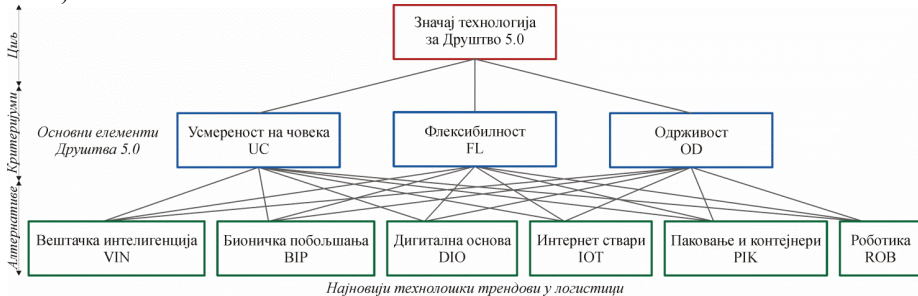 Значај технологија
за Друштво 5.0
Циљ
Критеријуми
Основни елементи
Друштва 5.0
Усмереност на човека
UC
Флексибилност
FL
Одрживост
OD
Алтернативе
Вештачка интелигенција
VIN
Бионичка побољшања
BIP
Дигитална основа
DIO
Интернет ствари
IOT
Паковање и контејнери
PIK
Роботика
ROB
Најновији технолошки трендови у логистици